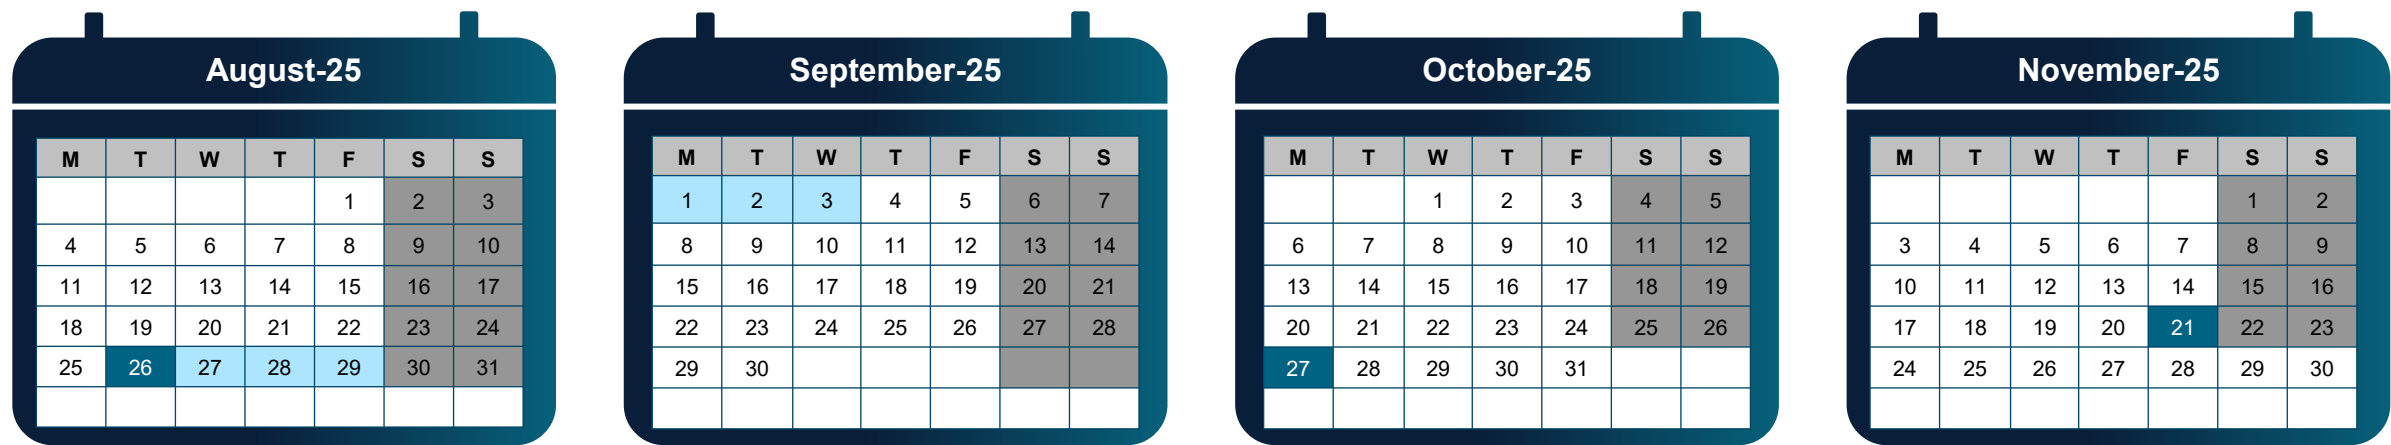 August-25
M T W T F S S
1 2 3
4 5 6 7 8 9 10
11 12 13 14 15 16 17
18 19 20 21 22 23 24
25 26 27 28 29 30 31
September-25
M T W T F S S
1 2 3 4 5 6 7
8 9 10 11 12 13 14
15 16 17 18 19 20 21
22 23 24 25 26 27 28
29 30
October-25
M T W T F S S
1 2 3 4 5
6 7 8 9 10 11 12
13 14 15 16 17 18 19
20 21 22 23 24 25 26
27 28 29 30 31
November-25
M T W T F S S
1 2
3 4 5 6 7 8 9
10 11 12 13 14 15 16
17 18 19 20 21 22 23
24 25 26 27 28 29 30